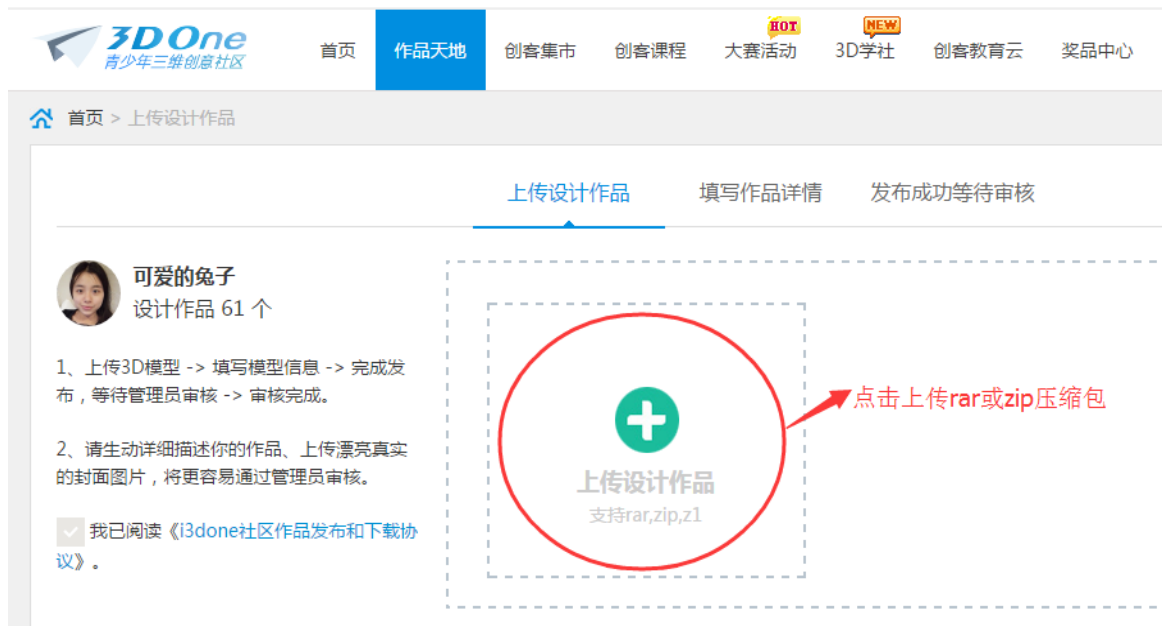 3D One
青少年三维创意社区
首页
作品天地
创客集市
创客课程
HOT
大赛活动
NEW
3D学社
创客教育云
奖品中心
首页 > 上传设计作品
上传设计作品
填写作品详情
发布成功等待审核
可爱的兔子
设计作品 61 个
1、上传3D模型 -> 填写模型信息 -> 完成发
布，等待管理员审核 -> 审核完成。
2、请生动详细描述你的作品、上传漂亮真实
的封面图片，将更容易通过管理员审核。
我已阅读《i3done社区作品发布和下载协
议》。
上传设计作品
支持rar,zip,z1
点击上传rar或zip压缩包